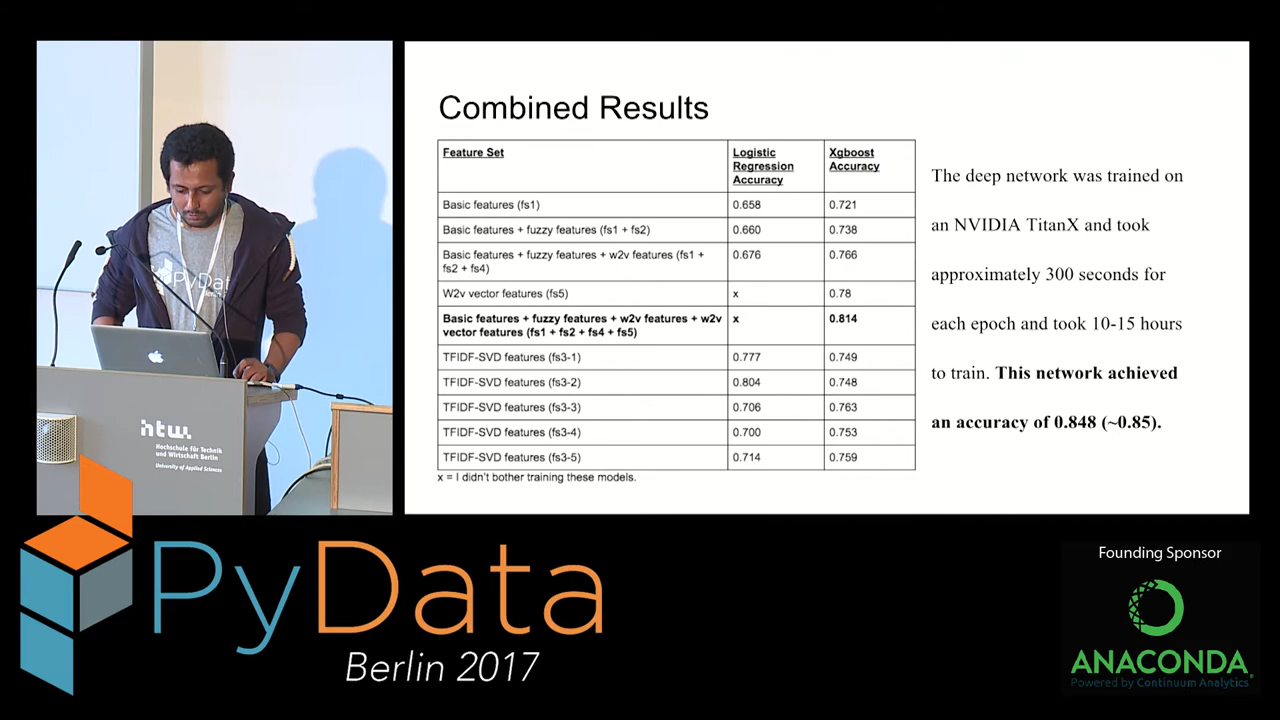 Combined Results
Feature Set
Logistic
Regression
Accuracy
Xgboost
Accuracy
Basic features (fs1)
0.658
0.721
Basic features + fuzzy features (fs1 + fs2)
0.660
0.738
Basic features + fuzzy features + w2v features (fs1 +
fs2 + fs4)
0.676
0.766
W2v vector features (fs5)
x
0.78
Basic features + fuzzy features + w2v features + w2v
vector features (fs1 + fs2 + fs4 + fs5)
x
0.814
TFIDF-SVD features (fs3-1)
0.777
0.749
TFIDF-SVD features (fs3-2)
0.804
0.748
TFIDF-SVD features (fs3-3)
0.706
0.763
TFIDF-SVD features (fs3-4)
0.700
0.753
TFIDF-SVD features (fs3-5)
0.714
0.759
x = I didn't bother training these models.
The deep network was trained on
an NVIDIA TitanX and took
approximately 300 seconds for
each epoch and took 10-15 hours
to train. This network achieved
an accuracy of 0.848 (~0.85).
PyData
htw
Hochschule für Technik
und Wirtschaft Berlin
University of Applied Sciences
PyData
Berlin 2017
Founding Sponsor
ANACONDA
Powered by Continuum Analytics